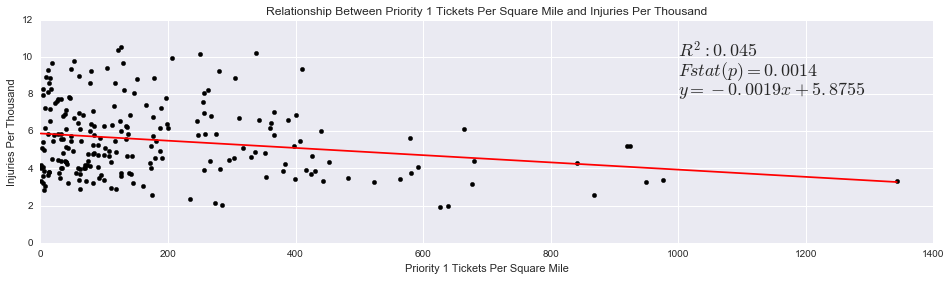 Relationship Between Priority 1 Tickets Per Square Mile and Injuries Per Thousand
R²: 0.045
Fstat(p) = 0.0014
y = −0.0019x + 5.8755
Injuries Per Thousand
12
10
8
6
4
2
0
0 200 400 600 800 1000 1200 1400
Priority 1 Tickets Per Square Mile